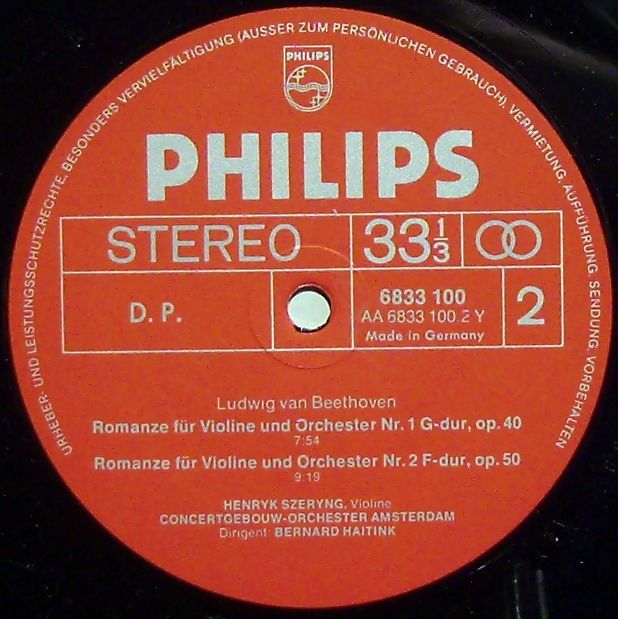 URHEBER- UND LEISTUNGSSCHUTZRECHTE, BESONDERS VERVIELFÄLTIGUNG (AUSSER ZUM PERSÖNLICHEN GEBRAUCH), VERMIETUNG, AUFFÜHRUNG, SENDUNG, VORBEHALTEN
PHILIPS
PHILIPS
STEREO 33⅓
D. P.
6833 100
AA 6833 100 2 Y
Made in Germany
2
Ludwig van Beethoven
Romanze für Violine und Orchester Nr. 1 G-dur, op. 40
7:54
Romanze für Violine und Orchester Nr. 2 F-dur, op. 50
9:19
HENRYK SZERYNG, Violine
CONCERTGEBOUW-ORCHESTER AMSTERDAM
Dirigent: BERNARD HAITINK